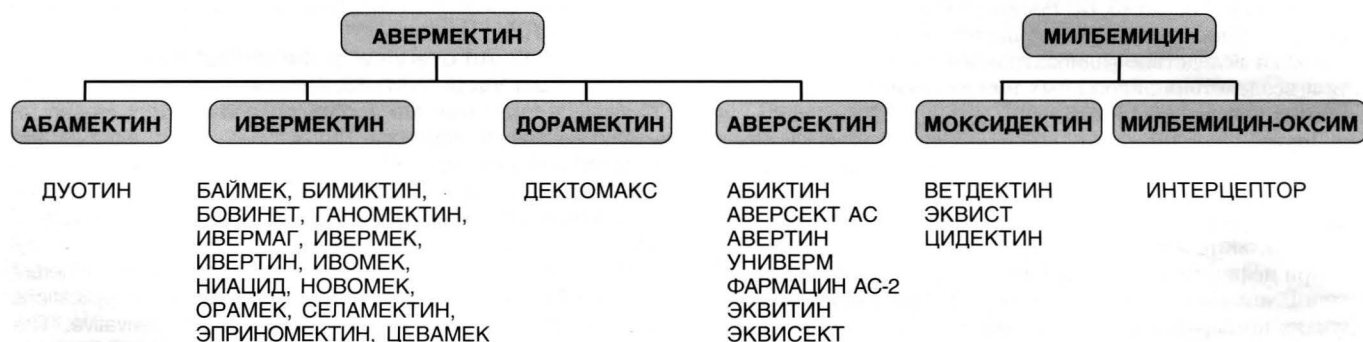 АВЕРМЕКТИН
МИЛБЕМИЦИН
АБАМЕКТИН
ИВЕРМЕКТИН
ДОРАМЕКТИН
АВЕРСЕКТИН
МОКСИДЕКТИН
МИЛБЕМИЦИН-ОКСИМ
ДУОТИН
БАЙМЕК, БИМИКТИН,
БОВИНЕТ, ГАНОМЕКТИН,
ИВЕРМАГ, ИВЕРМЕК,
ИВЕРТИН, ИВОМЕК,
НИАЦИД, НОВОМЕК,
ОРАМЕК, СЕЛАМЕКТИН,
ЭПРИНОМЕКТИН, ЦЕВАМЕК
ДЕКТОМАКС
АБИКТИН
АВЕРСЕКТ АС
АВЕРТИН
УНИВЕРМ
ФАРМАЦИН АС-2
ЭКВИТИН
ЭКВИСЕКТ
ВЕТДЕКТИН
ЭКВИСТ
ЦИДЕКТИН
ИНТЕРЦЕПТОР